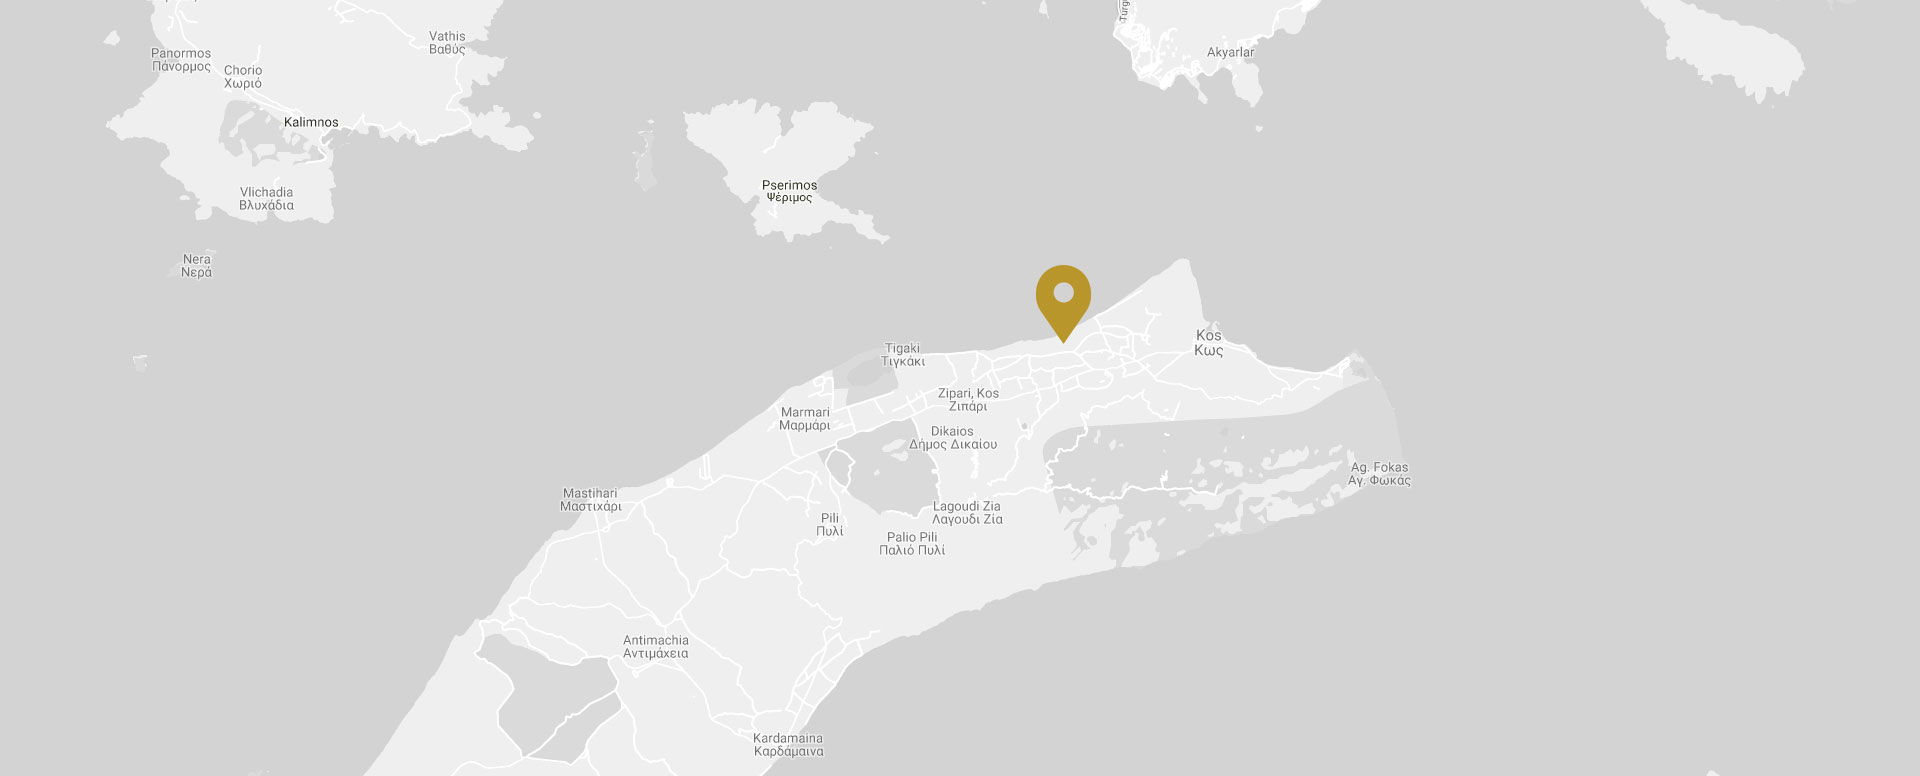 Vathis
Βαθύς
Panormos
Πάνορμος
Chorio
Χωριό
Akyarlar
Kalimnos
Pserimos
Ψέριμος
Vlichadia
Βλυχάδια
Nera
Νερά
Kos
Κως
Tigaki
Τιγκάκι
Zipari, Kos
Ζιπάρι
Marmari
Μαρμάρι
Dikaios
Δήμος Δικαίου
Ag. Fokas
Αγ. Φωκάς
Mastihari
Μαστιχάρι
Lagoudi Zia
Λαγουδι Ζία
Pili
Πυλί
Palio Pili
Παλιό Πυλί
Antimachia
Αντιμάχεια
Kardamaina
Καρδάμαινα